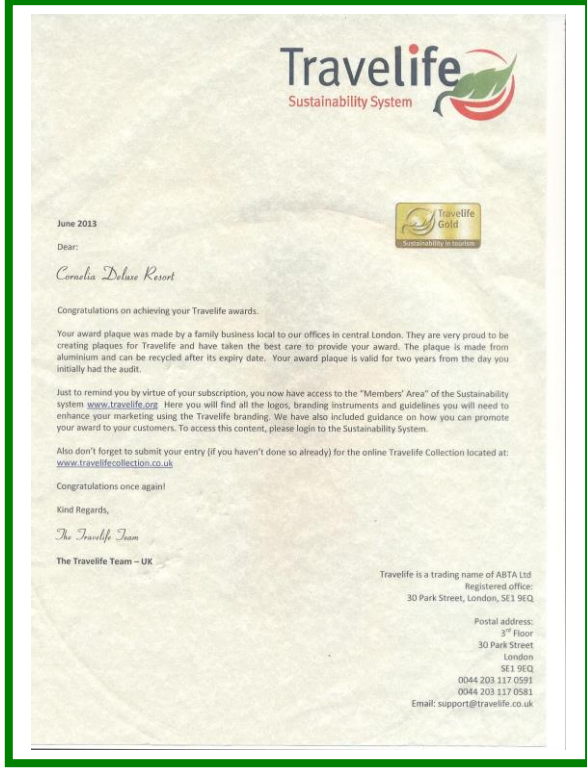 Travelife
Sustainability System
Travelife
Gold
Sustainability in tourism
June 2013
Dear:
Cornelia Deluxe Resort
Congratulations on achieving your Travelife awards.
Your award plaque was made by a family business local to our offices in central London. They are very proud to be
creating plaques for Travelife and have taken the best care to provide your award. The plaque is made from
aluminium and can be recycled after its expiry date. Your award plaque is valid for two years from the day you
initially had the audit.
Just to remind you by virtue of your subscription, you now have access to the “Members’ Area” of the Sustainability
system www.travelife.org Here you will find all the logos, branding instruments and guidelines you will need to
enhance your marketing using the Travelife branding. We have also included guidance on how you can promote
your award to your customers. To access this content, please login to the Sustainability System.
Also don’t forget to submit your entry (if you haven’t done so already) for the online Travelife Collection located at:
www.travelifecollection.co.uk
Congratulations once again!
Kind Regards,
The Travelife Team
The Travelife Team – UK
Travelife is a trading name of ABTA Ltd
Registered office:
30 Park Street, London, SE1 9EQ
Postal address:
3rd Floor
30 Park Street
London
SE1 9EQ
0044 203 117 0591
0044 203 117 0581
Email: support@travelife.co.uk